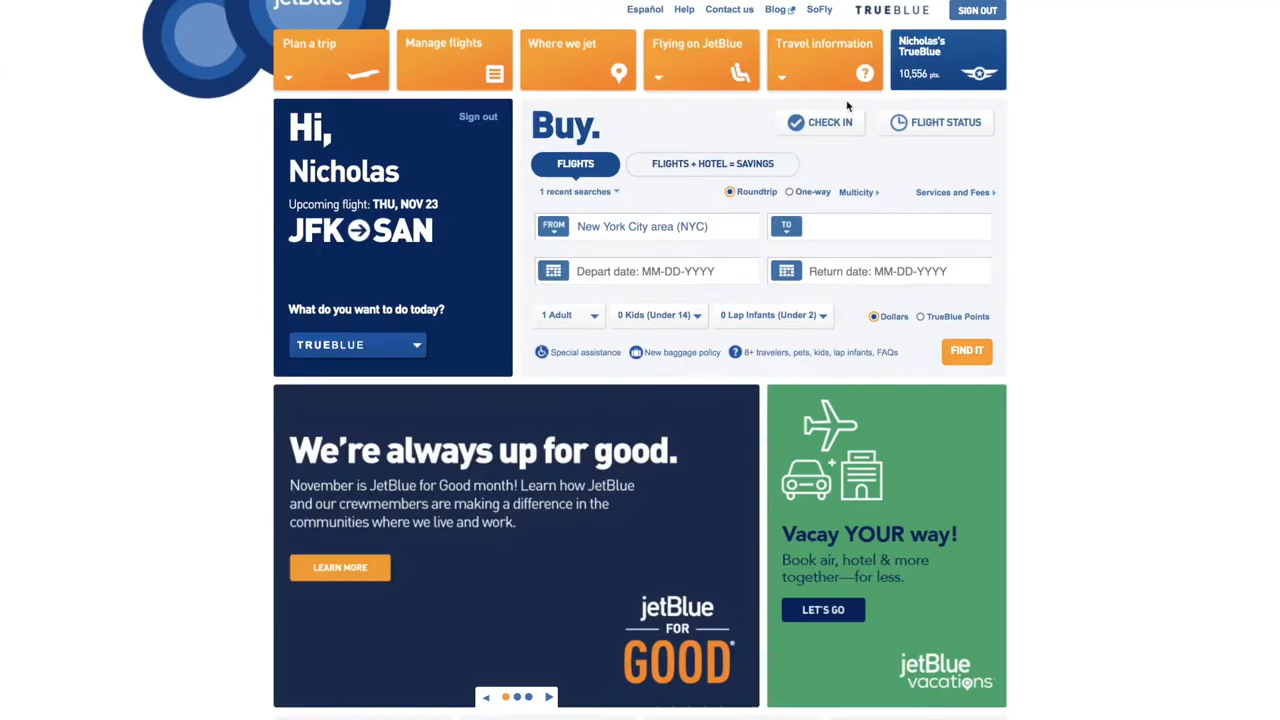 jetBlue
Español Help Contact us Blog SoFly TRUEBLUE SIGN OUT
Plan a trip
Manage flights
Where we jet
Flying on JetBlue
Travel information
?
Nicholas's
TrueBlue
10,556 pts.
Hi,
Sign out
Nicholas
Upcoming flight: THU, NOV 23
JFK SAN
What do you want to do today?
TRUEBLUE
Buy.
CHECK IN
FLIGHT STATUS
FLIGHTS
FLIGHTS + HOTEL = SAVINGS
1 recent searches
Roundtrip One-way Multicity Services and Fees
FROM New York City area (NYC)
TO
Depart date: MM-DD-YYYY
Return date: MM-DD-YYYY
1 Adult 0 Kids (Under 14) 0 Lap Infants (Under 2) Dollars TrueBlue Points
Special assistance New baggage policy ? 8+ travelers, pets, kids, lap infants, FAQs
FIND IT
We're always up for good.
November is JetBlue for Good month! Learn how JetBlue
and our crewmembers are making a difference in the
communities where we live and work.
LEARN MORE
jetBlue
FOR
GOOD
Vacay YOUR way!
Book air, hotel & more
together—for less.
LET'S GO
jetBlue
vacations